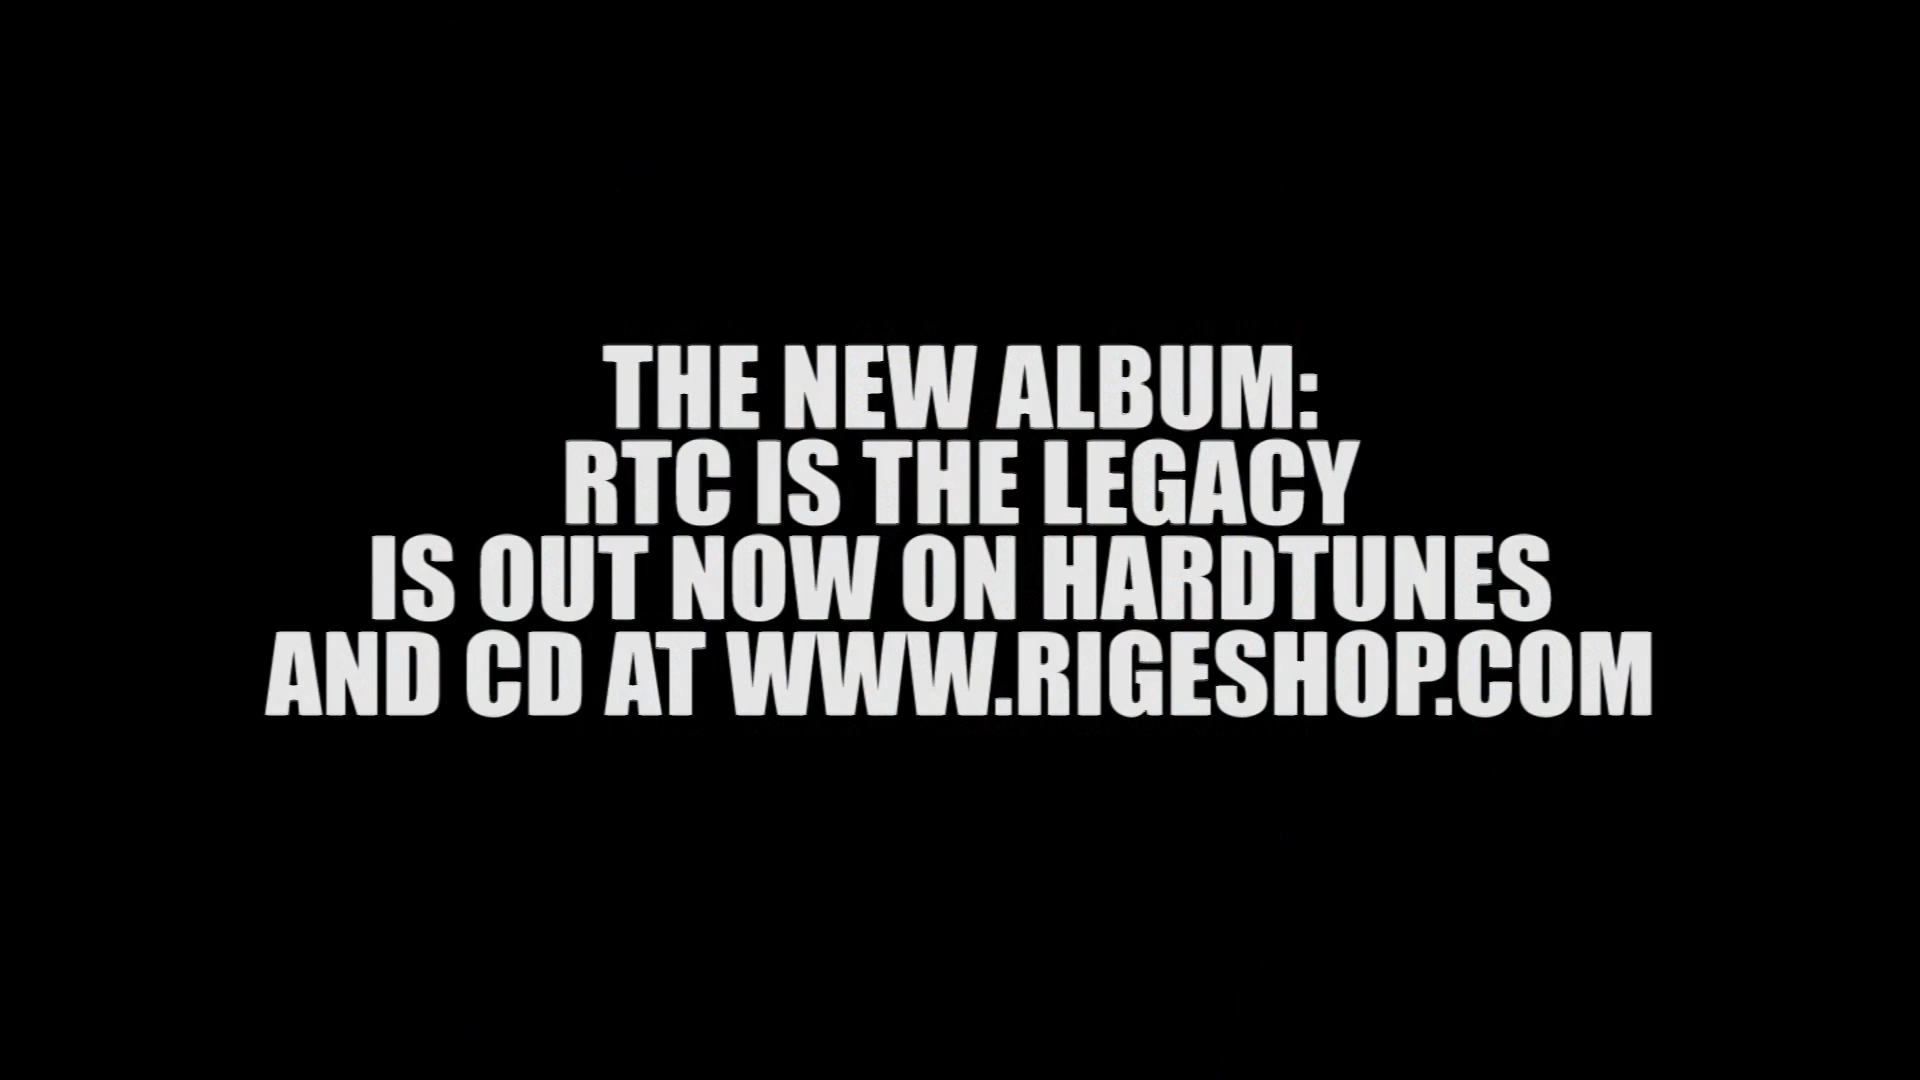 THE NEW ALBUM:
RTC IS THE LEGACY
IS OUT NOW ON HARDTUNES
AND CD AT WWW.RIGESHOP.COM